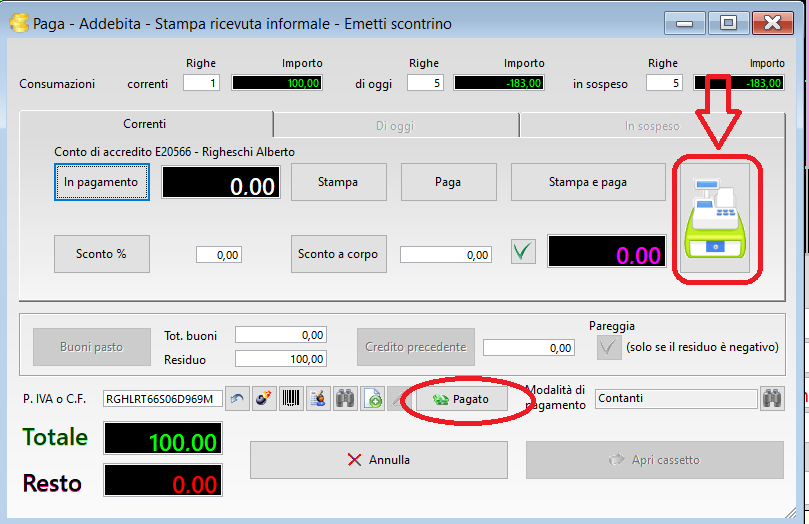 Paga - Addebita - Stampa ricevuta informale - Emetti scontrino
Righe Importo Righe Importo Righe Importo
Consumazioni correnti 1 100,00 di oggi 5 -183,00 in sospeso 5 -183,00
Correnti Di oggi In sospeso
Conto di accredito E20566 - Righeschi Alberto
In pagamento 0.00 Stampa Paga Stampa e paga
Sconto % 0,00 Sconto a corpo 0,00 0.00
Pareggia
Buoni pasto Tot. buoni 0,00 Credito precedente 0,00 (solo se il residuo è negativo)
Residuo 100,00
P. IVA o C.F. RGHLRT66S06D969M Pagato Modalità di pagamento Contanti
Totale 100.00
Annulla Apri cassetto
Resto 0.00